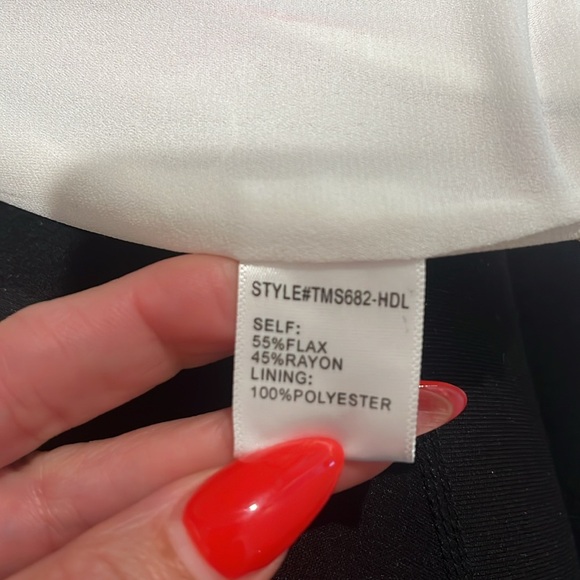 STYLE#TMS682-HDL
SELF:
55%FLAX
45%RAYON
LINING:
100%POLYESTER